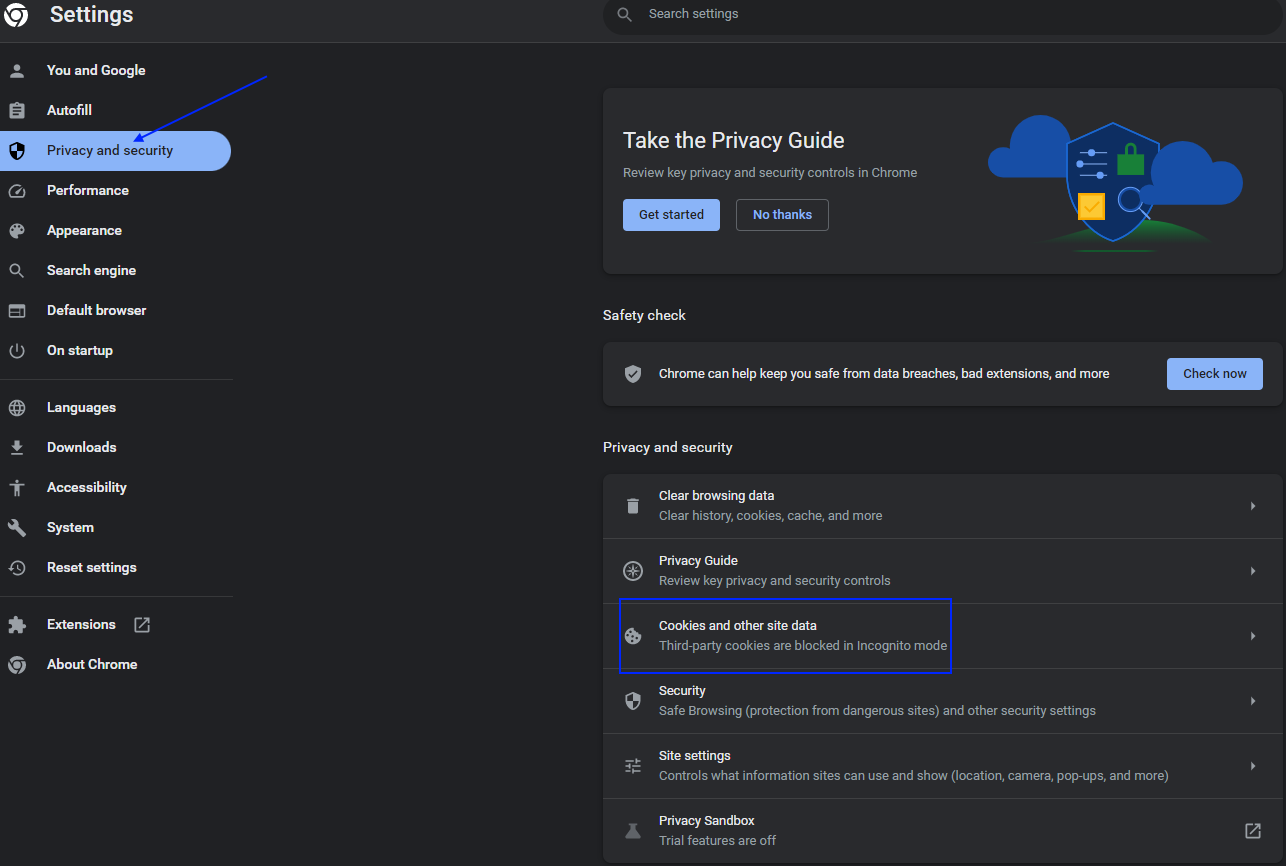 Settings
Search settings
You and Google
Autofill
Privacy and security
Performance
Appearance
Search engine
Default browser
On startup
Languages
Downloads
Accessibility
System
Reset settings
Extensions
About Chrome
Take the Privacy Guide
Review key privacy and security controls in Chrome
Get started
No thanks
Safety check
Chrome can help keep you safe from data breaches, bad extensions, and more
Check now
Privacy and security
Clear browsing data
Clear history, cookies, cache, and more
Privacy Guide
Review key privacy and security controls
Cookies and other site data
Third-party cookies are blocked in Incognito mode
Security
Safe Browsing (protection from dangerous sites) and other security settings
Site settings
Controls what information sites can use and show (location, camera, pop-ups, and more)
Privacy Sandbox
Trial features are off